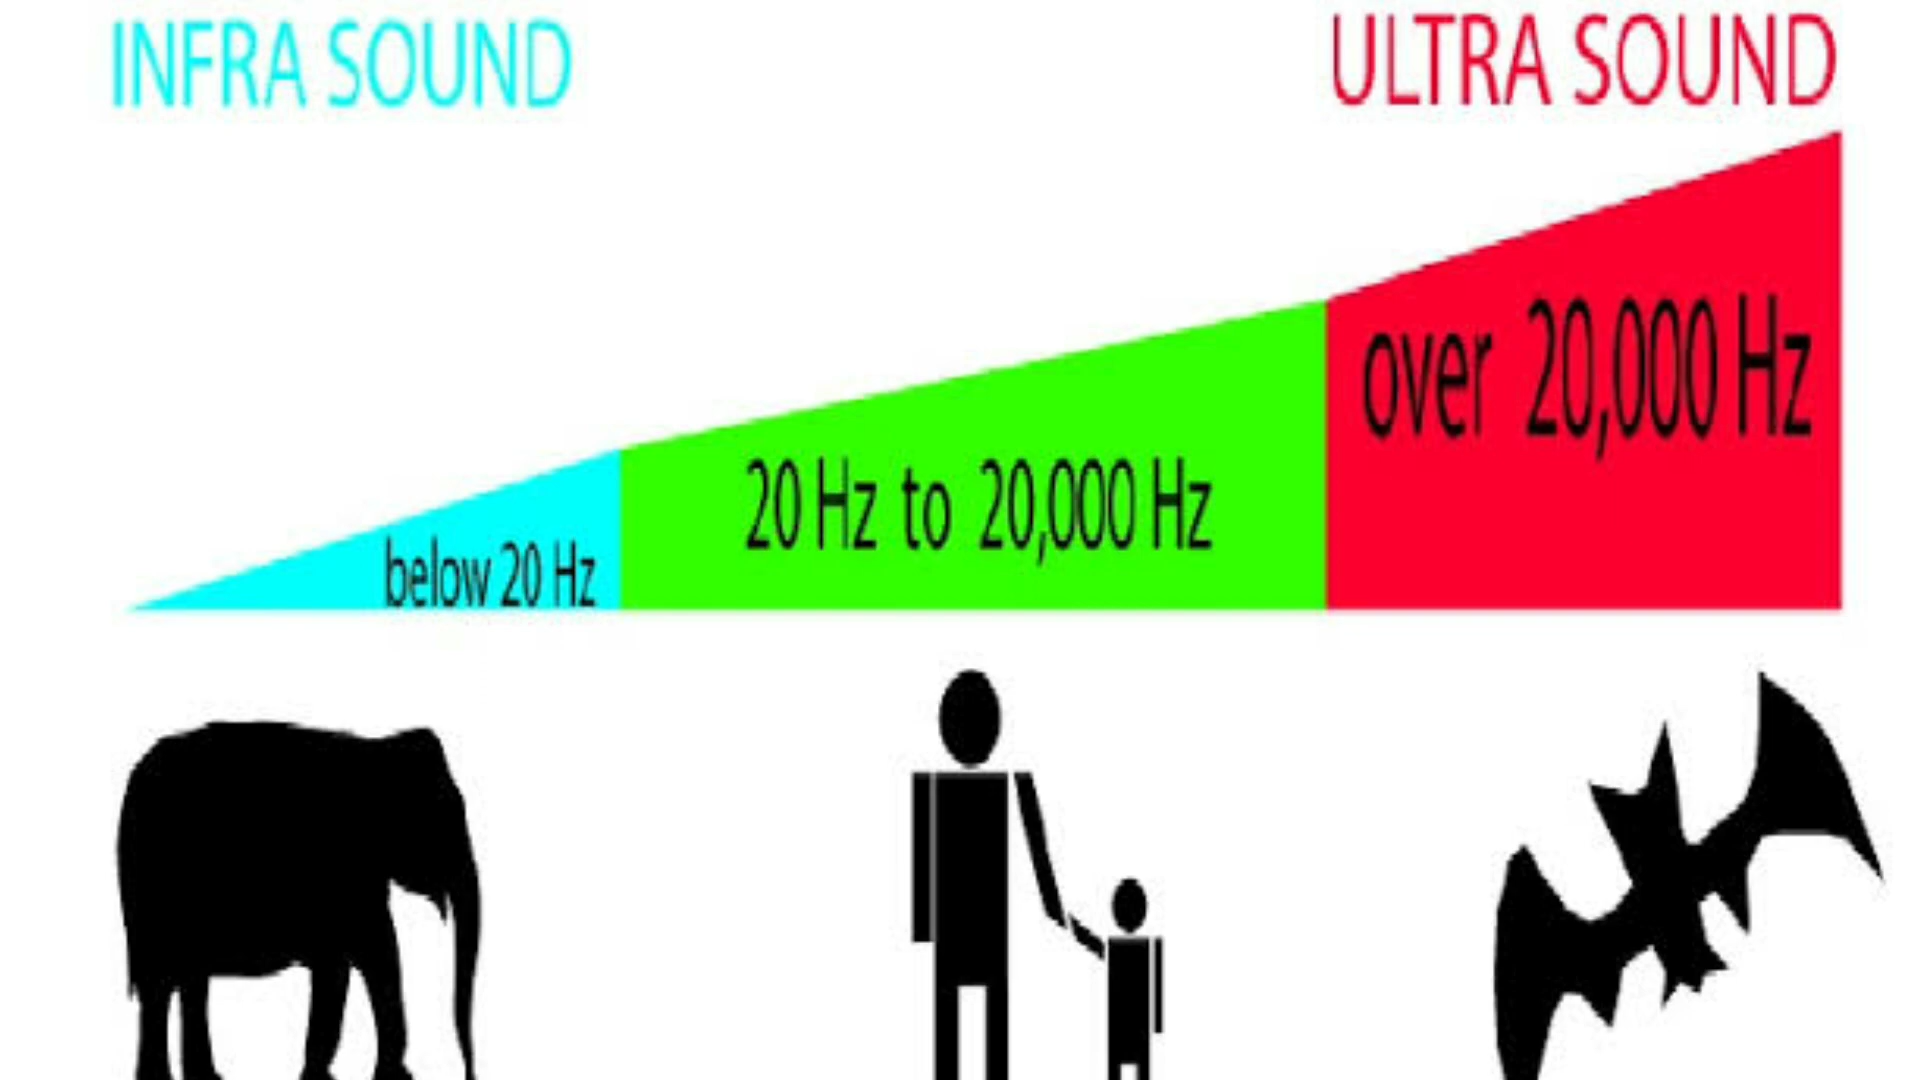 INFRA SOUND
ULTRA SOUND
below 20 Hz
20 Hz to 20,000 Hz
over 20,000 Hz